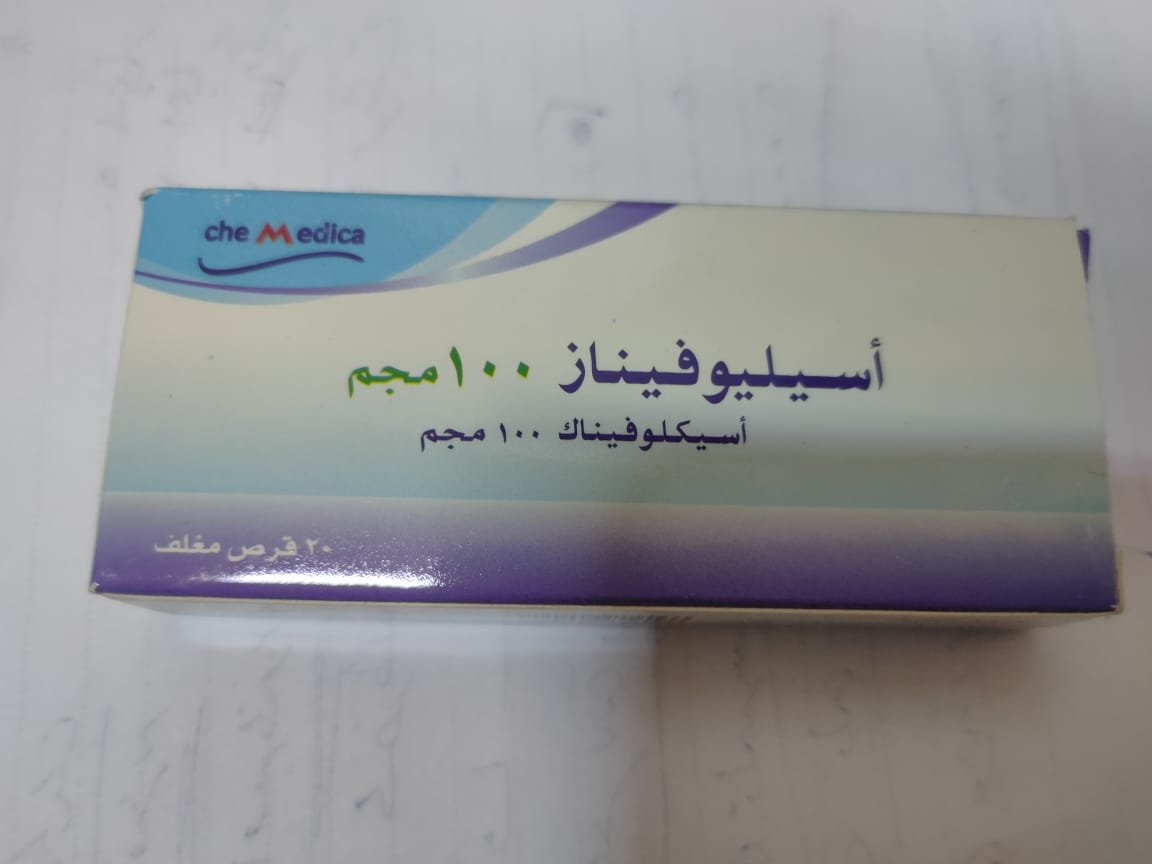 che Medica
أسيليوفيناز ١٠٠ مجم
أسيكلوفيناك ١٠٠ مجم
٢٠ قرص مغلف